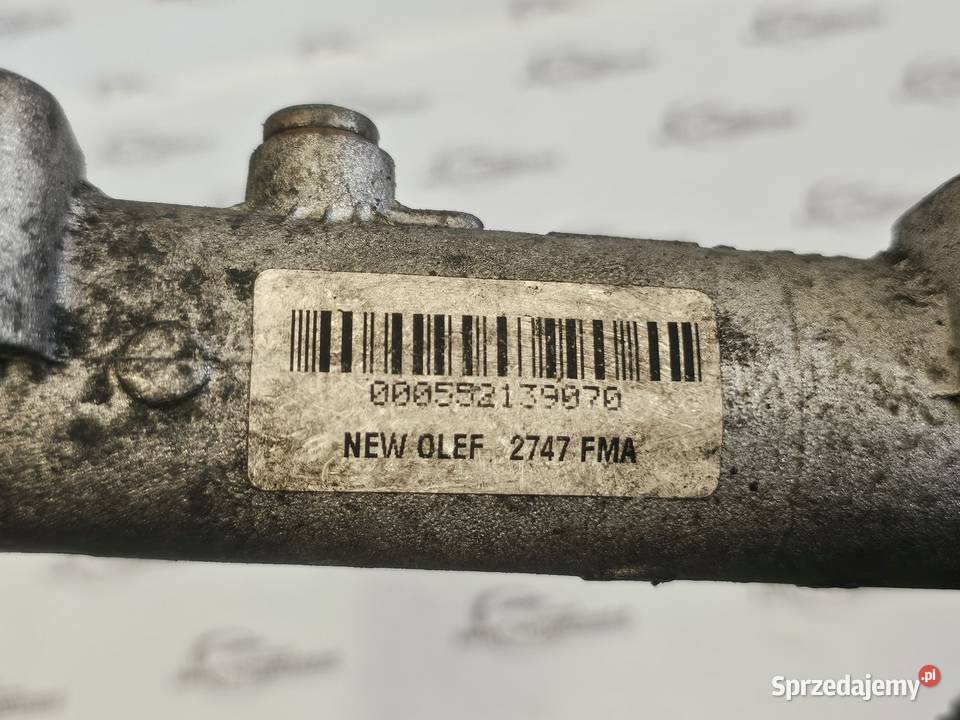 000552139070
NEW OLEF 2747 FMA
Sprzedajemy.pl